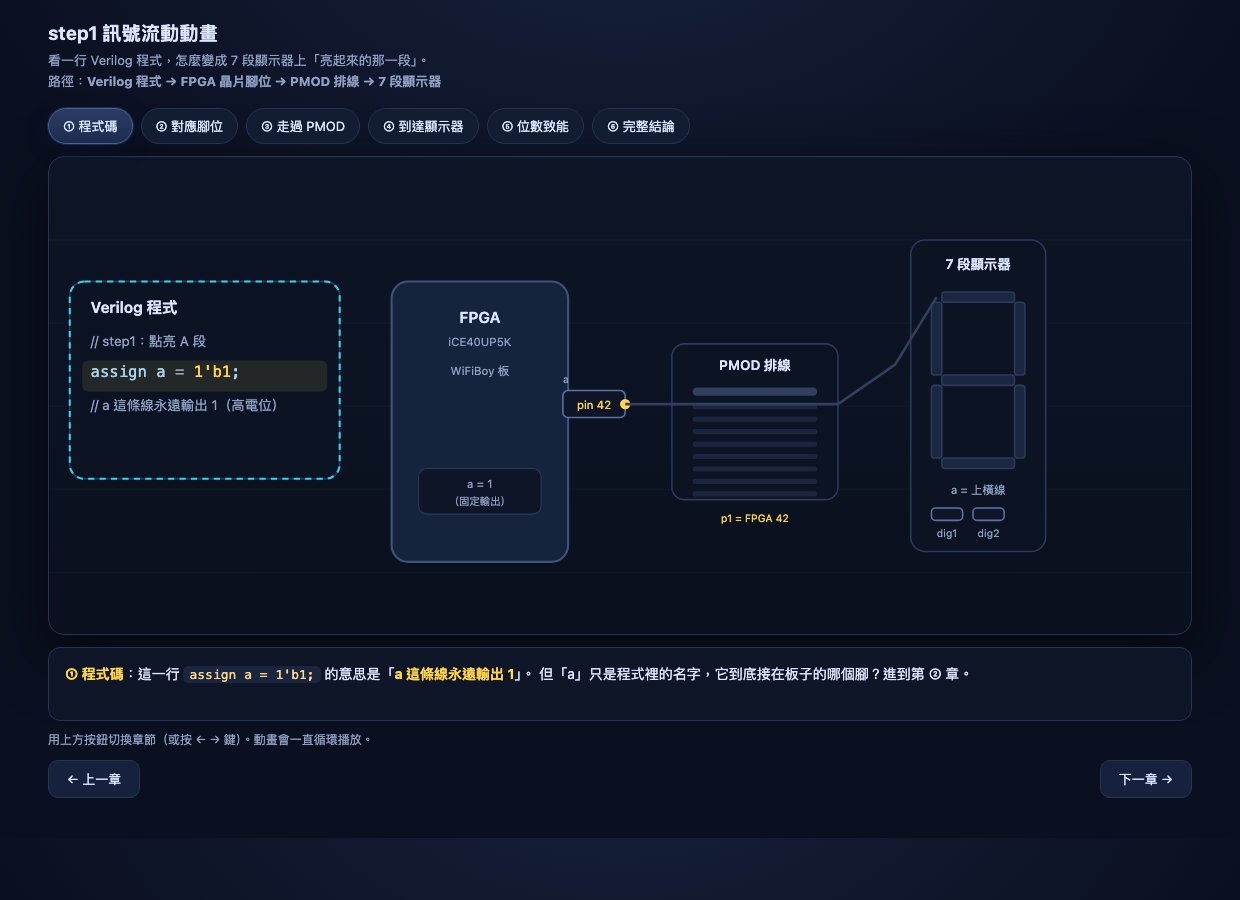 step1 訊號流動動畫
看一行 Verilog 程式，怎麼變成 7 段顯示器上「亮起來的那一段」。
路徑：Verilog 程式 → FPGA 晶片腳位 → PMOD 排線 → 7 段顯示器
① 程式碼 ② 對應腳位 ③ 走過 PMOD ④ 到達顯示器 ⑤ 位數致能 ⑥ 完整結論
Verilog 程式
// step1：點亮 A 段
assign a = 1'b1;
// a 這條線永遠輸出 1（高電位）
FPGA
iCE40UP5K
WiFiBoy 板
a
pin 42
a = 1
(固定輸出)
PMOD 排線
p1 = FPGA 42
7 段顯示器
a = 上橫線
dig1 dig2
① 程式碼：這一行 assign a = 1'b1; 的意思是「a 這條線永遠輸出 1」。 但「a」只是程式裡的名字，它到底接在板子的哪個腳？進到第 ② 章。
用上方按鈕切換章節（或按 ← → 鍵）。動畫會一直循環播放。
← 上一章
下一章 →